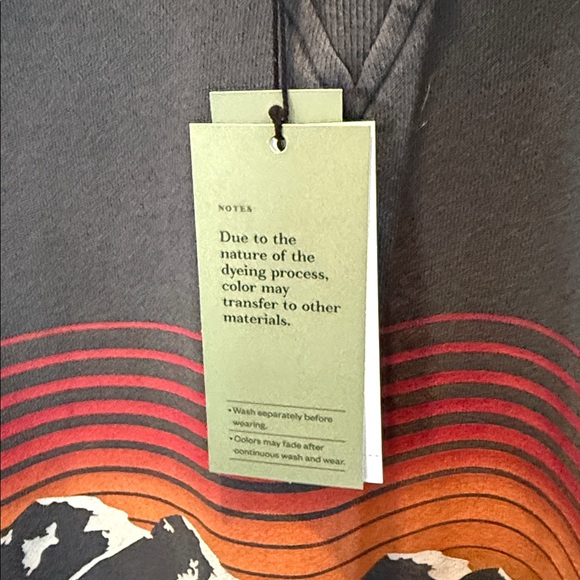 NOTES
Due to the
nature of the
dyeing process,
color may
transfer to other
materials.
• Wash separately before
wearing.
• Colors may fade after
continuous wash and wear.